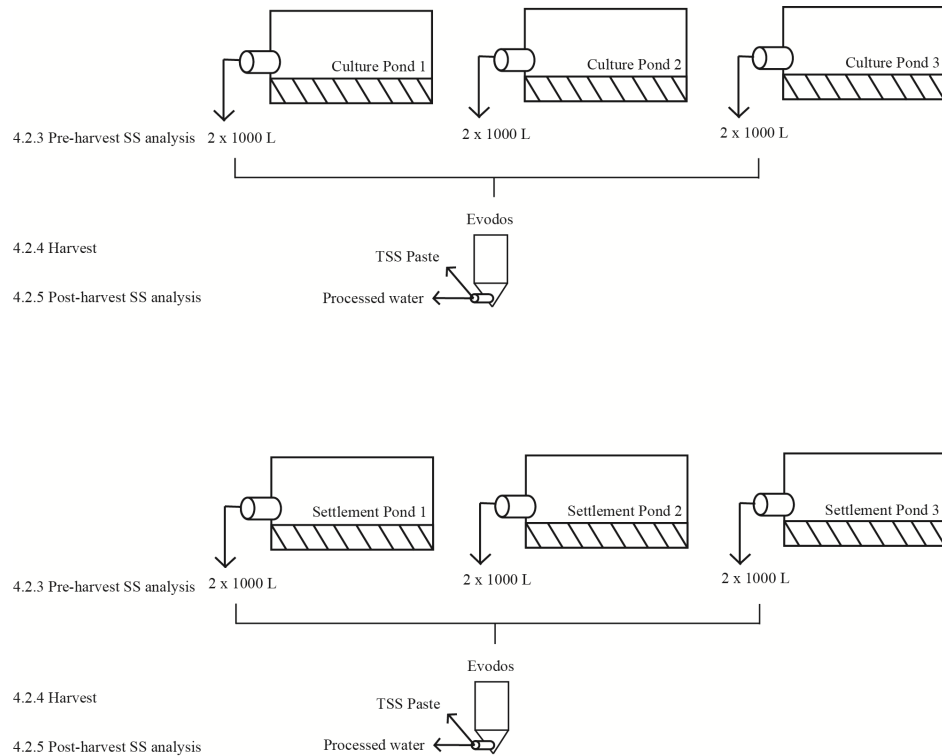 Culture Pond 1
Culture Pond 2
Culture Pond 3
4.2.3 Pre-harvest SS analysis
2 x 1000 L
2 x 1000 L
2 x 1000 L
Evodos
4.2.4 Harvest
TSS Paste
4.2.5 Post-harvest SS analysis
Processed water
Settlement Pond 1
Settlement Pond 2
Settlement Pond 3
4.2.3 Pre-harvest SS analysis
2 x 1000 L
2 x 1000 L
2 x 1000 L
Evodos
4.2.4 Harvest
TSS Paste
4.2.5 Post-harvest SS analysis
Processed water